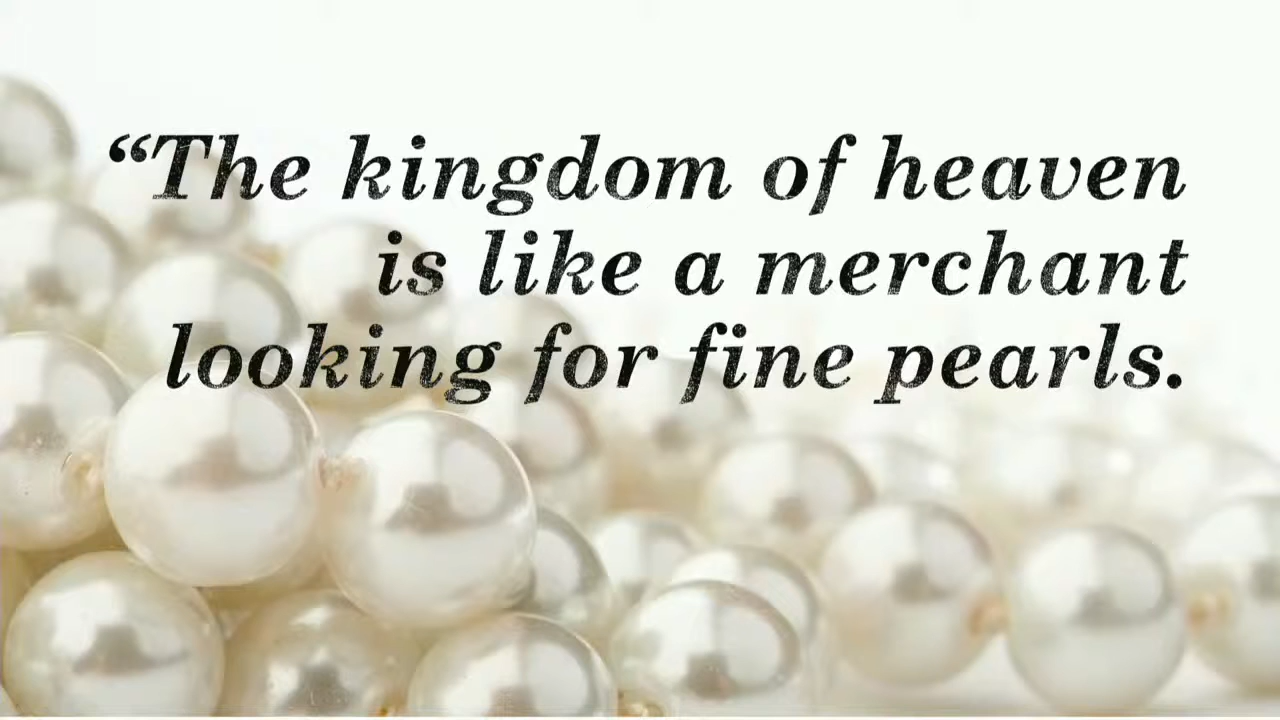 “The kingdom of heaven
is like a merchant
looking for fine pearls.